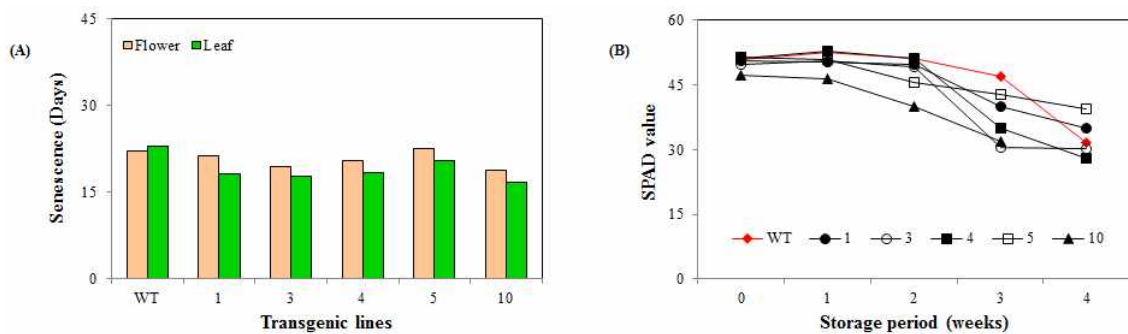 (A)
45
30
15
0
Senescence (Days)
Flower Leaf
WT 1 3 4 5 10
Transgenic lines
(B)
60
45
30
15
0
SPAD value
WT 1 3 4 5 10
0 1 2 3 4
Storage period (weeks)